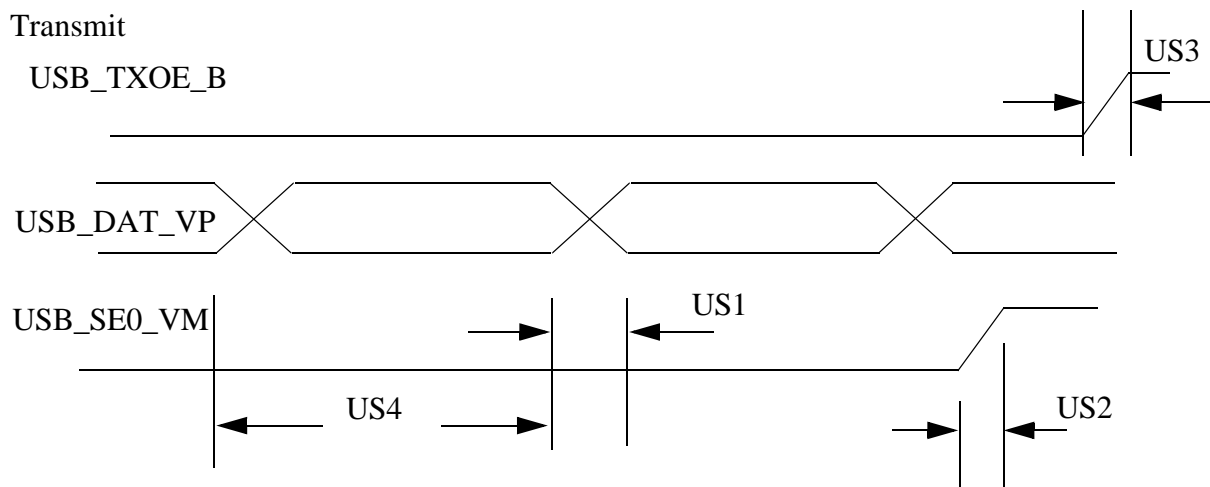 Transmit
USB_TXOE_B
US3
USB_DAT_VP
USB_SE0_VM
US1
US4
US2